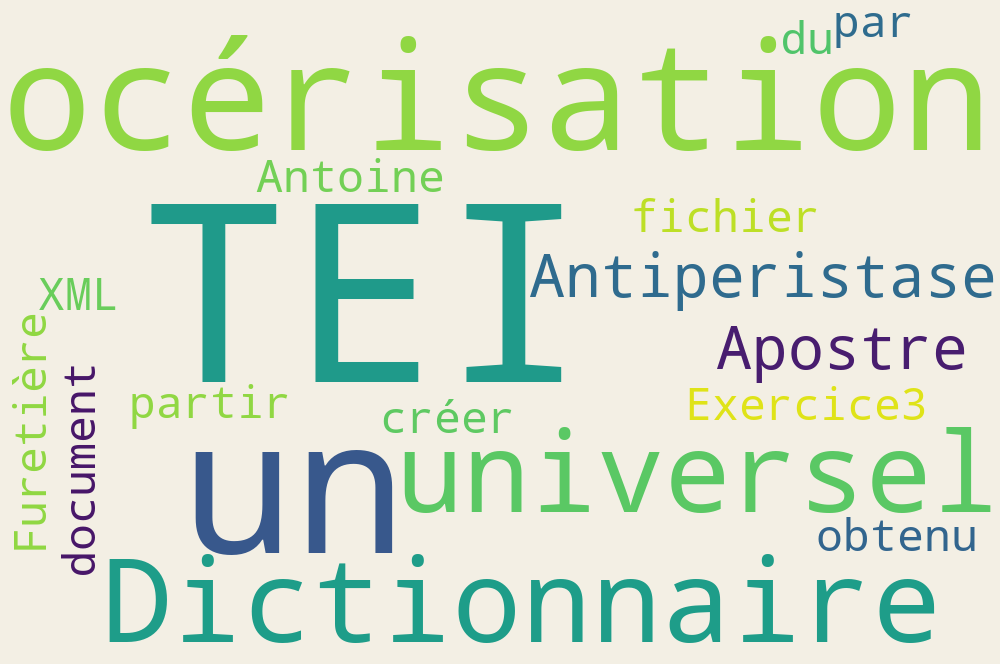 par
du
océrisation
Antoine
TEI
fichier
Antiperistase
XML
Furetière
document
Apostre
partir
créer
Exercice3
un
universel
obtenu
Dictionnaire